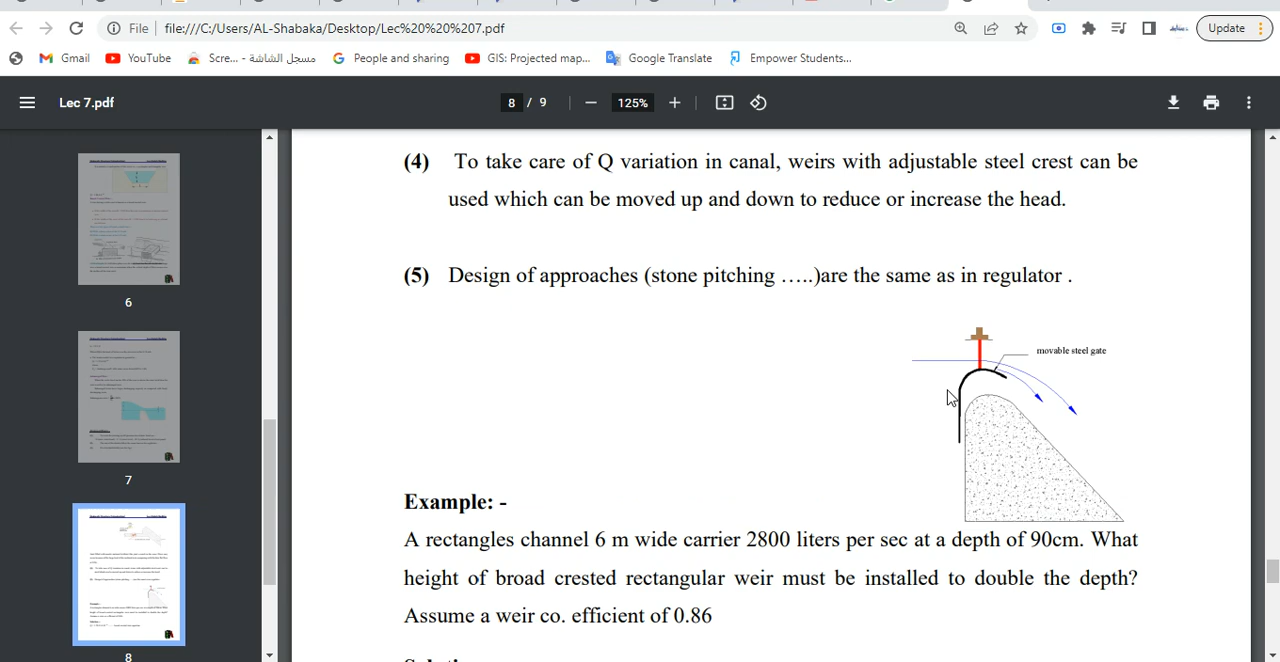 File
file:///C:/Users/AL-Shabaka/Desktop/Lec%20%20%207.pdf
Update
Gmail
YouTube
Scre... - مسجل الشاشة
People and sharing
GIS: Projected map...
Google Translate
Empower Students...
Lec 7.pdf
8 / 9
125%
6
7
8
(4) To take care of Q variation in canal, weirs with adjustable steel crest can be
used which can be moved up and down to reduce or increase the head.
(5) Design of approaches (stone pitching …..)are the same as in regulator .
movable steel gate
Example: -
A rectangles channel 6 m wide carrier 2800 liters per sec at a depth of 90cm. What
height of broad crested rectangular weir must be installed to double the depth?
Assume a weir co. efficient of 0.86